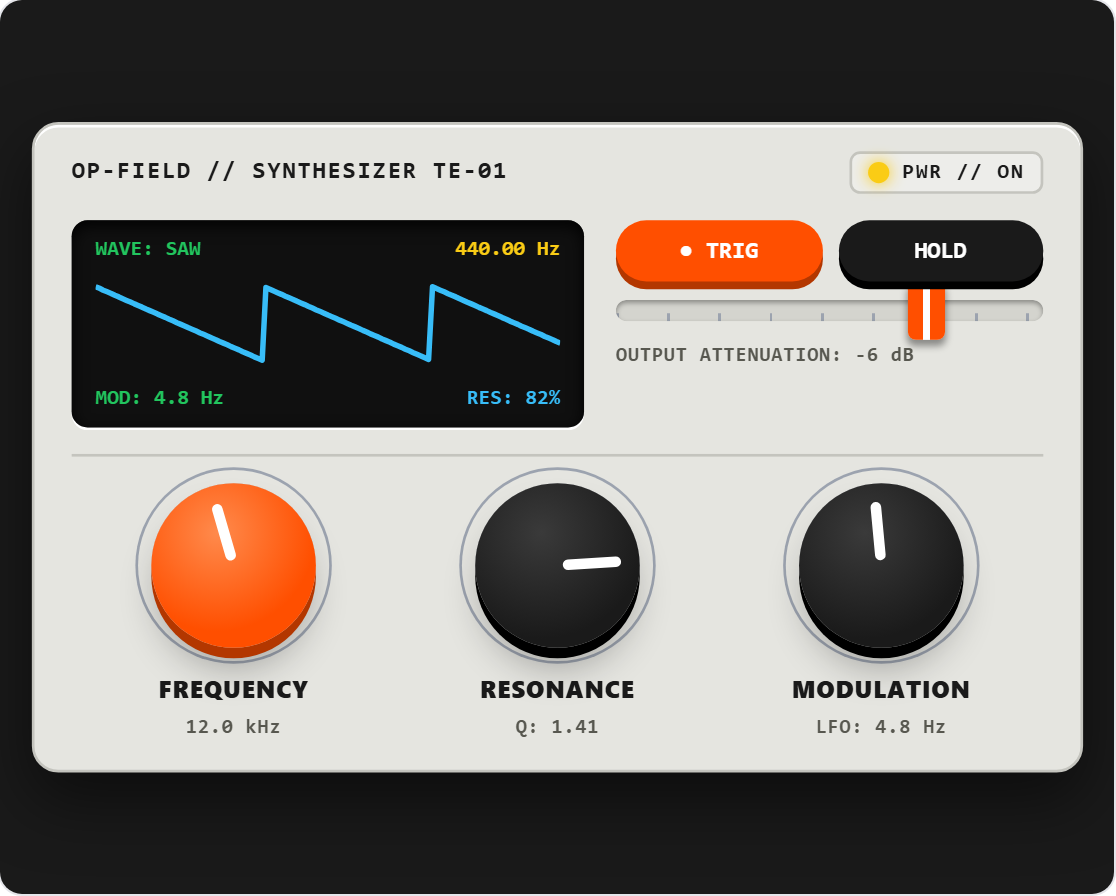 OP-FIELD // SYNTHESIZER TE-01
PWR // ON
WAVE: SAW
440.00 Hz
TRIG
HOLD
OUTPUT ATTENUATION: -6 dB
MOD: 4.8 Hz
RES: 82%
FREQUENCY
12.0 kHz
RESONANCE
Q: 1.41
MODULATION
LFO: 4.8 Hz